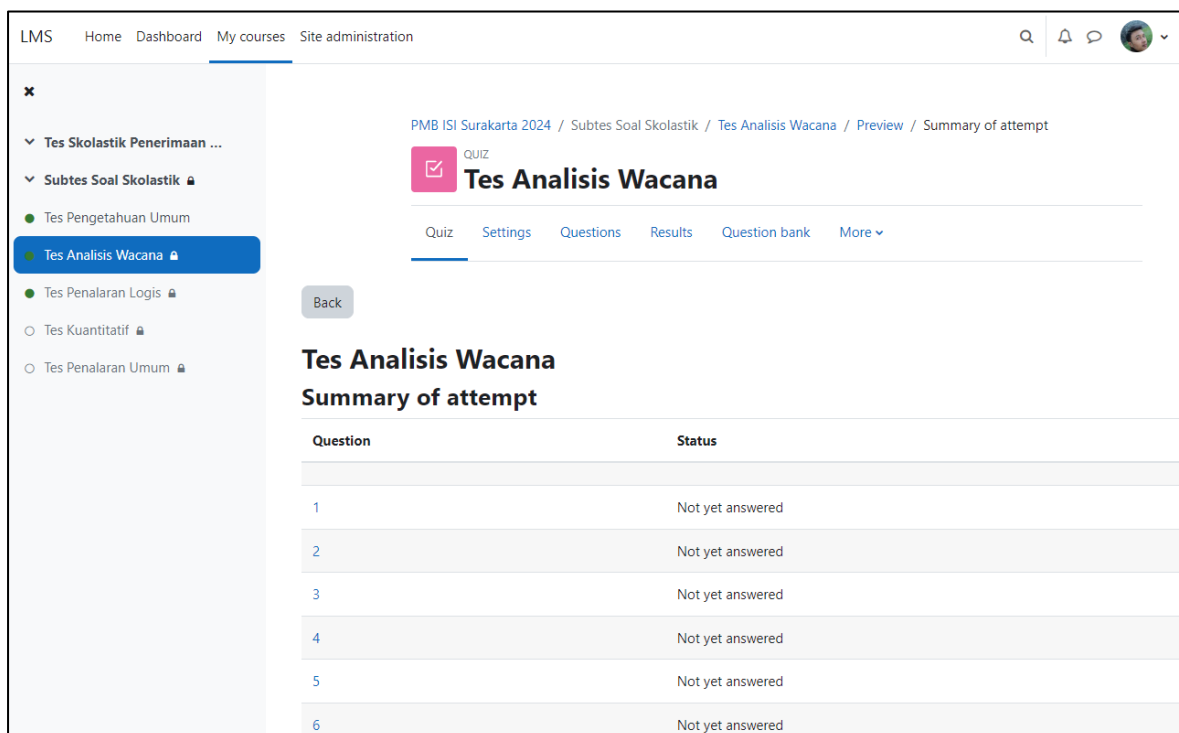 LMS Home Dashboard My courses Site administration
Tes Skolastik Penerimaan ...
Subtes Soal Skolastik
Tes Pengetahuan Umum
Tes Analisis Wacana
Tes Penalaran Logis
Tes Kuantitatif
Tes Penalaran Umum
PMB ISI Surakarta 2024 / Subtes Soal Skolastik / Tes Analisis Wacana / Preview / Summary of attempt
QUIZ
Tes Analisis Wacana
Quiz Settings Questions Results Question bank More
Back
Tes Analisis Wacana
Summary of attempt
Question Status
1 Not yet answered
2 Not yet answered
3 Not yet answered
4 Not yet answered
5 Not yet answered
6 Not yet answered